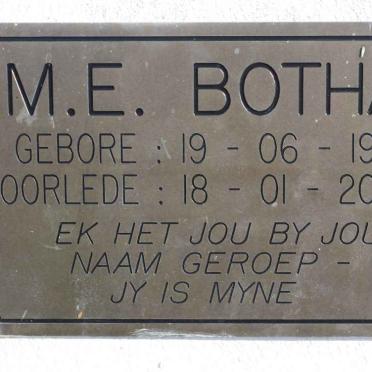 M.E. BOTHA
GEBORE : 19 - 06 - 19
OORLEDE : 18 - 01 - 20
EK HET JOU BY JOU
NAAM GEROEP -
JY IS MYNE